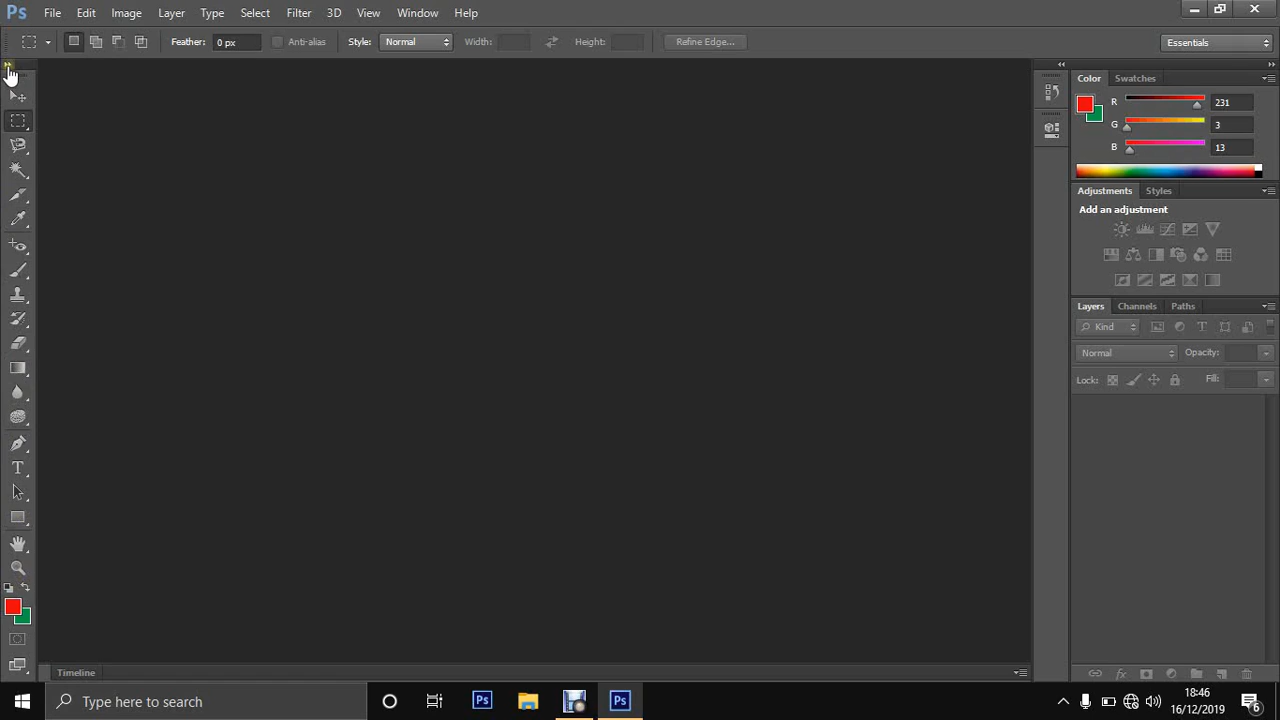 Ps File Edit Image Layer Type Select Filter 3D View Window Help
Feather: 0 px Anti-alias Style: Normal Width: Height: Refine Edge... Essentials
Color Swatches
R 231
G 3
B 13
Adjustments Styles
Add an adjustment
Layers Channels Paths
Kind
Normal Opacity:
Lock: Fill:
T
Timeline
Type here to search
Ps Ps
18:46
16/12/2019
6